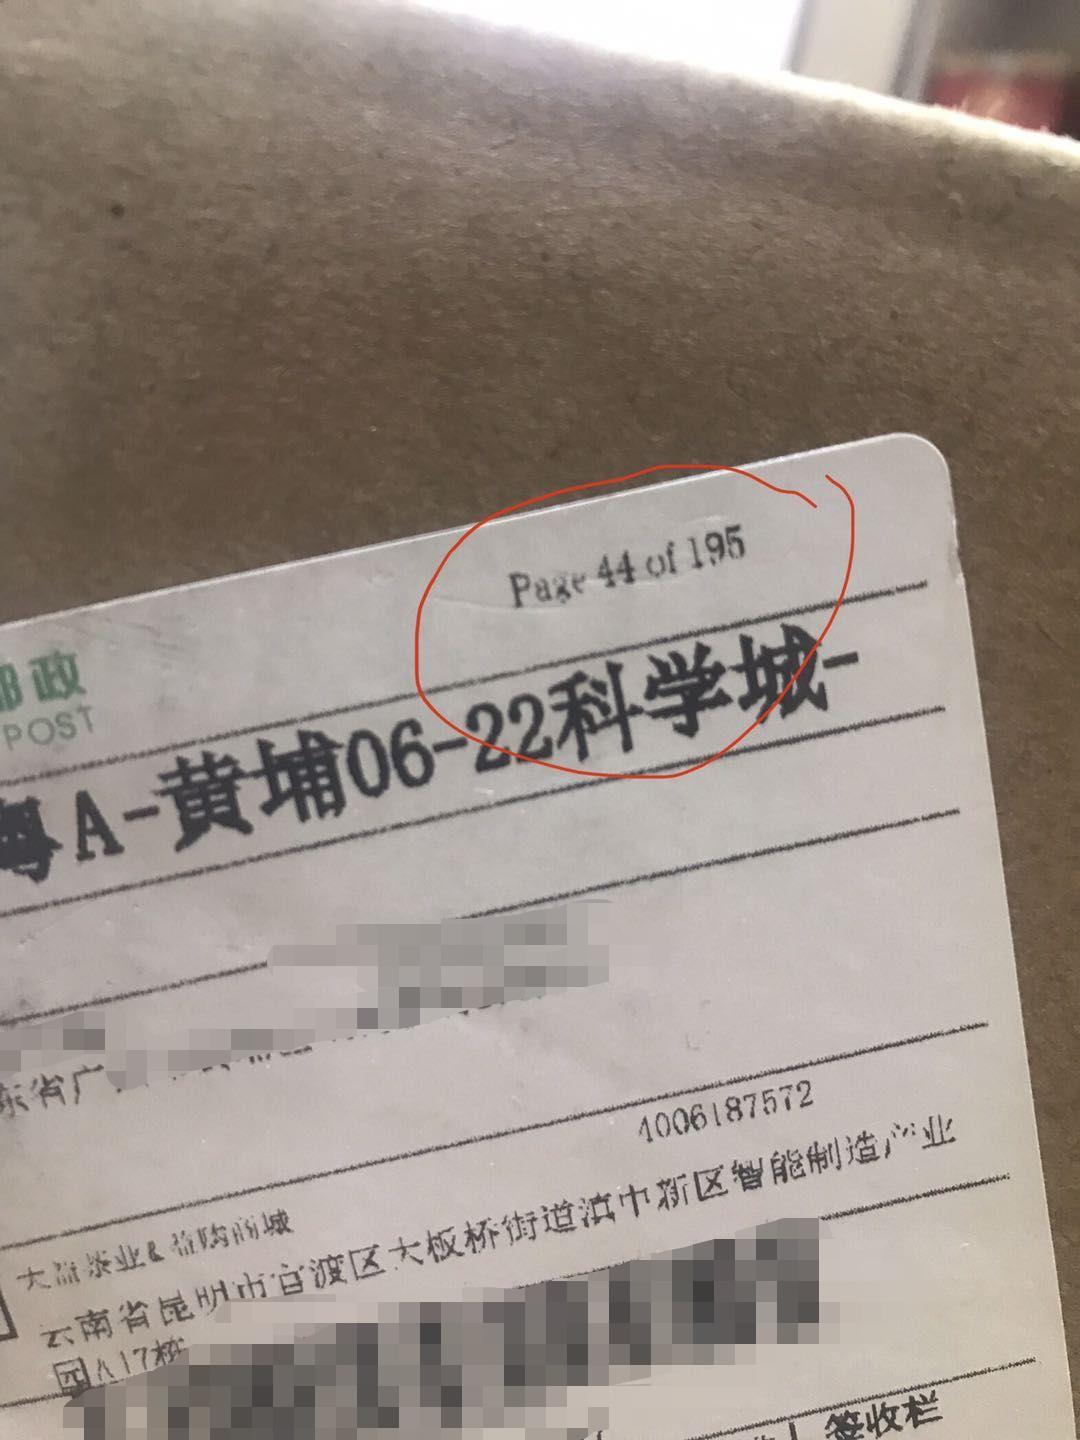 Page 44 of 195
邮政
POST
粤A-黄埔06-22科学城-
东省广
4006187572
大益茶业&益购商城
云南省昆明市官渡区大板桥街道滇中新区智能制造产业
园A17栋
签收栏